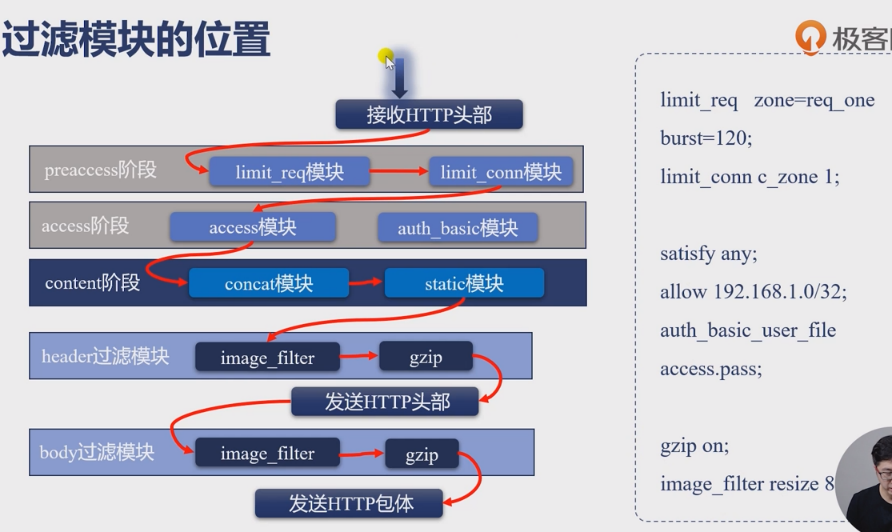 过滤模块的位置
极客
接收HTTP头部
preaccess阶段 limit_req模块 limit_conn模块
access阶段 access模块 auth_basic模块
content阶段 concat模块 static模块
header过滤模块 image_filter gzip
发送HTTP头部
body过滤模块 image_filter gzip
发送HTTP包体
limit_req zone=req_one
burst=120;
limit_conn c_zone 1;
satisfy any;
allow 192.168.1.0/32;
auth_basic_user_file
access.pass;
gzip on;
image_filter resize 8